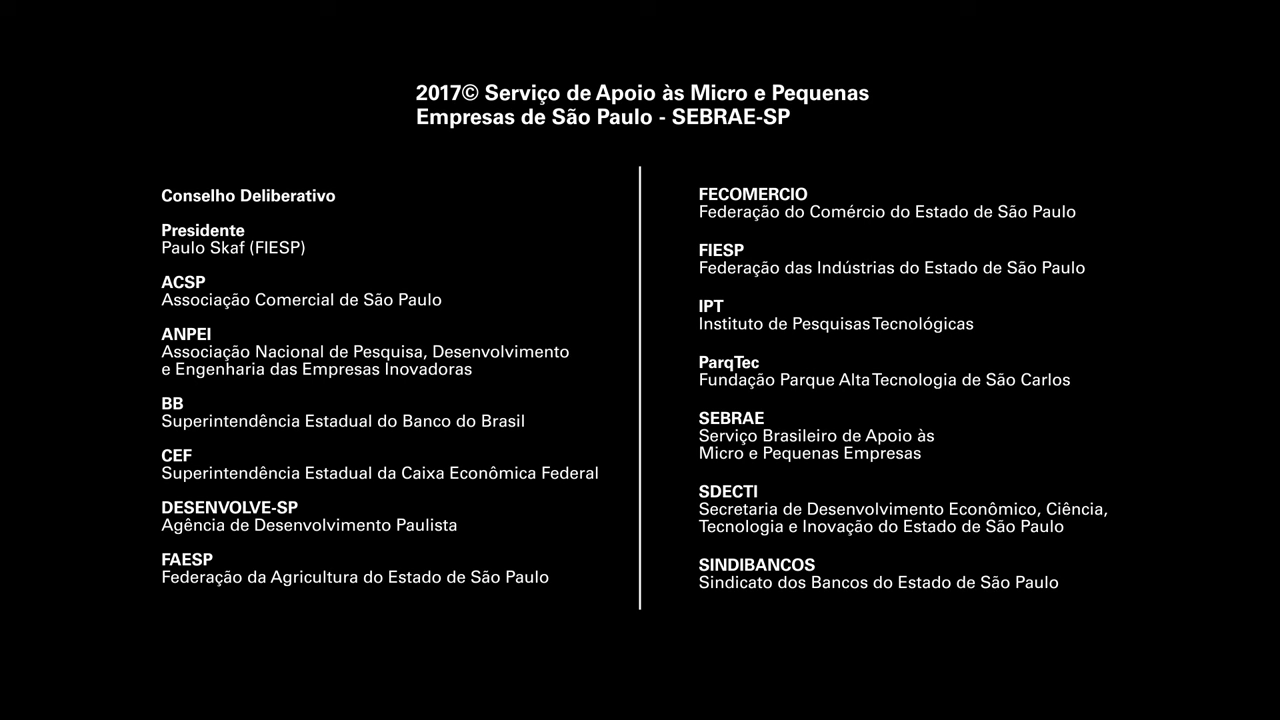 2017© Serviço de Apoio às Micro e Pequenas
Empresas de São Paulo - SEBRAE-SP
Conselho Deliberativo
Presidente
Paulo Skaf (FIESP)
ACSP
Associação Comercial de São Paulo
ANPEI
Associação Nacional de Pesquisa, Desenvolvimento
e Engenharia das Empresas Inovadoras
BB
Superintendência Estadual do Banco do Brasil
CEF
Superintendência Estadual da Caixa Econômica Federal
DESENVOLVE-SP
Agência de Desenvolvimento Paulista
FAESP
Federação da Agricultura do Estado de São Paulo
FECOMERCIO
Federação do Comércio do Estado de São Paulo
FIESP
Federação das Indústrias do Estado de São Paulo
IPT
Instituto de Pesquisas Tecnológicas
ParqTec
Fundação Parque Alta Tecnologia de São Carlos
SEBRAE
Serviço Brasileiro de Apoio às
Micro e Pequenas Empresas
SDECTI
Secretaria de Desenvolvimento Econômico, Ciência,
Tecnologia e Inovação do Estado de São Paulo
SINDIBANCOS
Sindicato dos Bancos do Estado de São Paulo